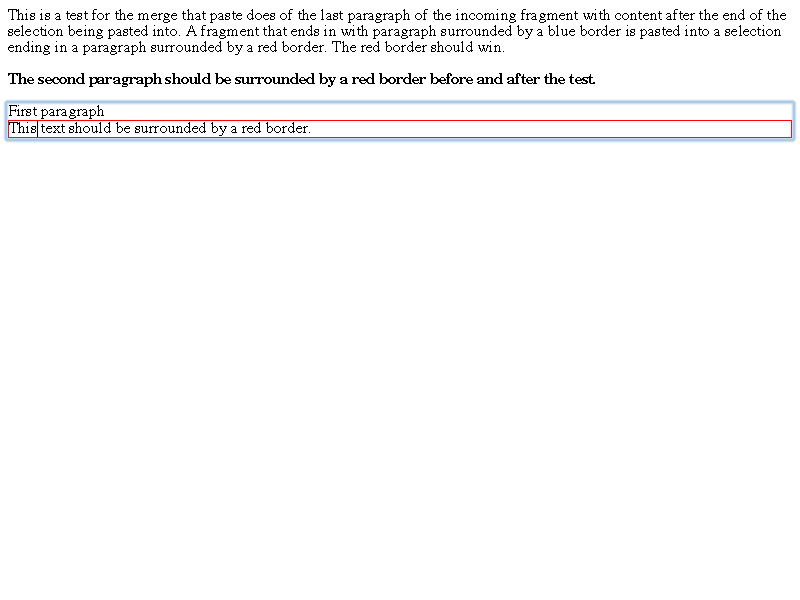 This is a test for the merge that paste does of the last paragraph of the incoming fragment with content after the end of the
selection being pasted into. A fragment that ends in with paragraph surrounded by a blue border is pasted into a selection
ending in a paragraph surrounded by a red border. The red border should win.
The second paragraph should be surrounded by a red border before and after the test.
First paragraph
This text should be surrounded by a red border.